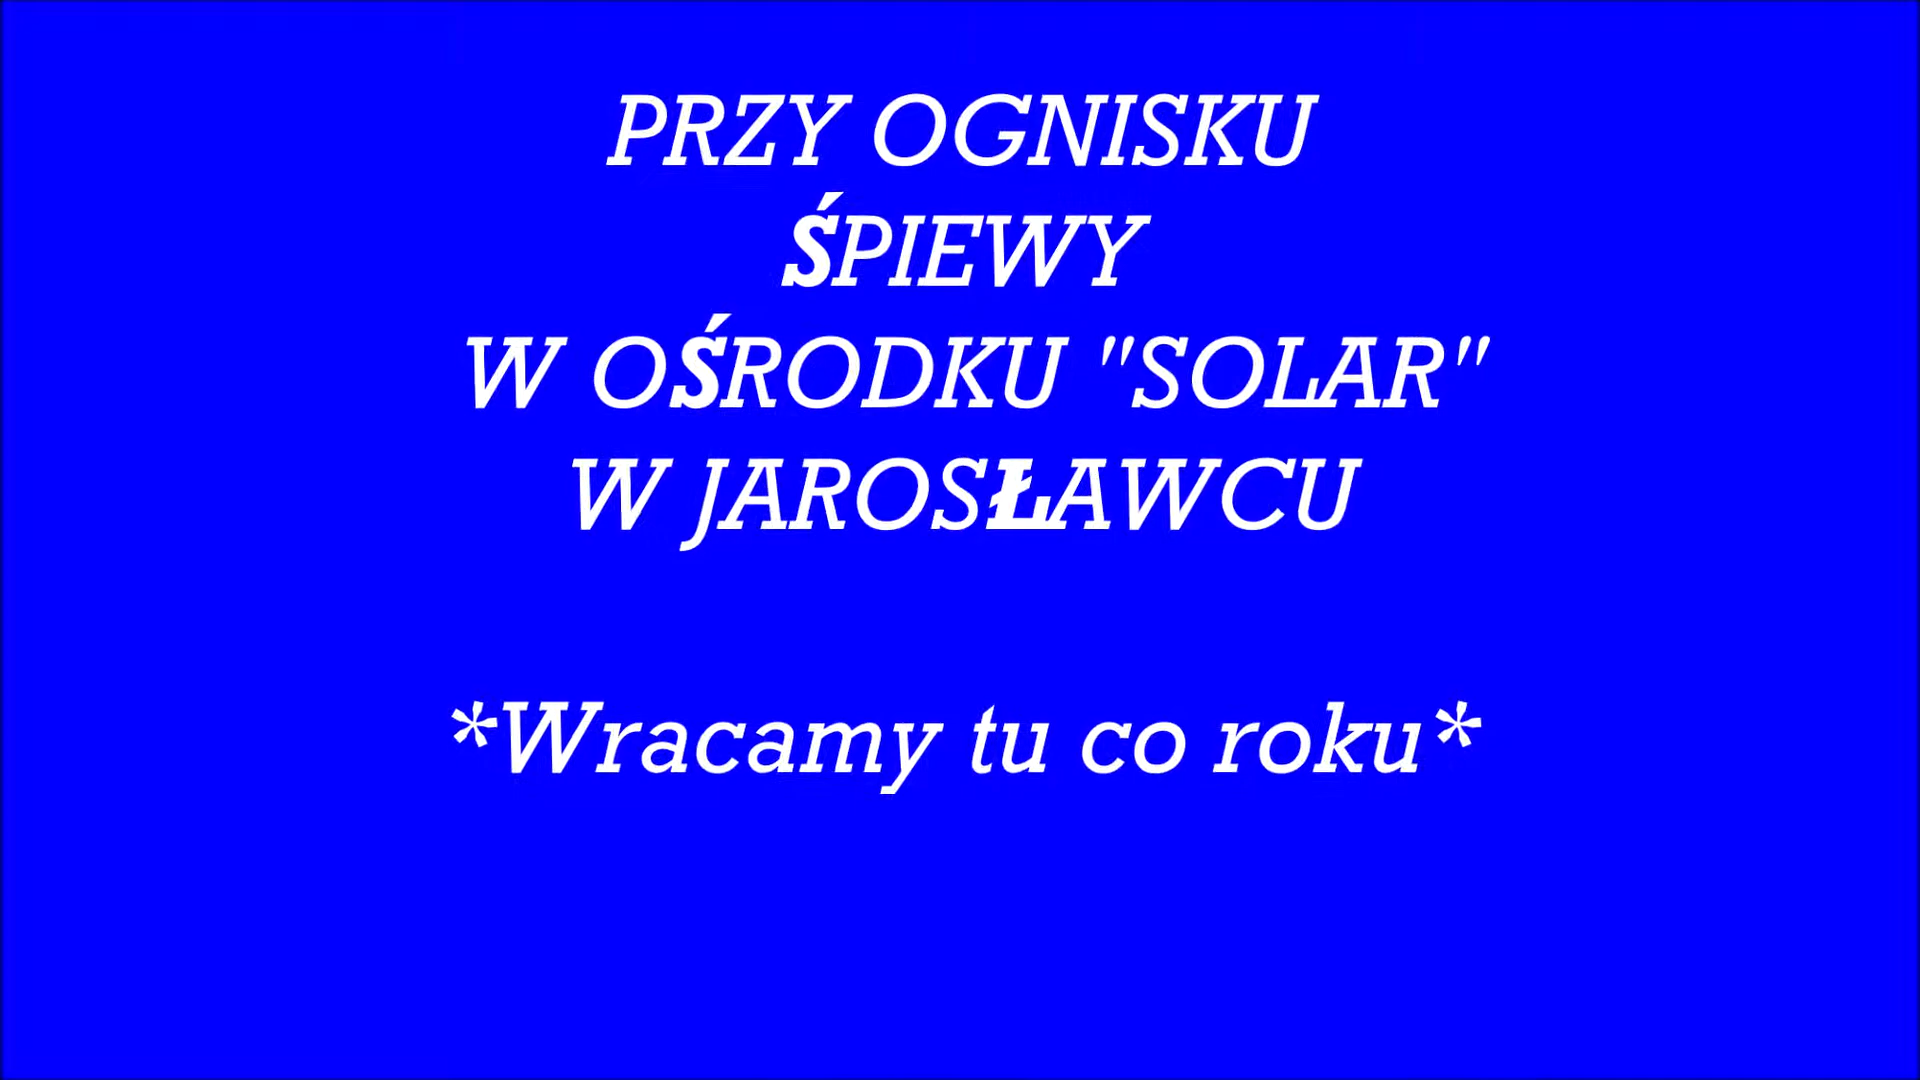 PRZY OGNISKU
ŚPIEWY
W OŚRODKU "SOLAR"
W JAROSŁAWCU
*Wracamy tu co roku*